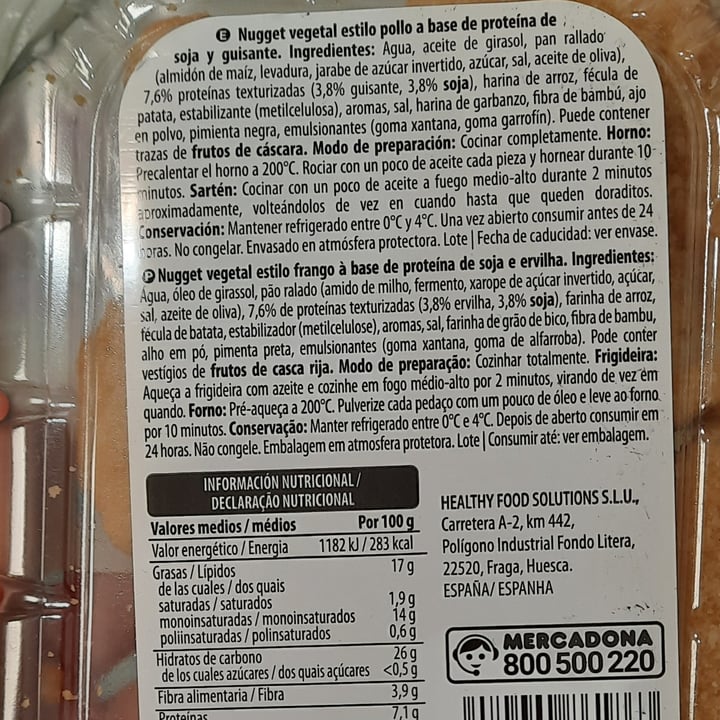 E Nugget vegetal estilo pollo a base de proteína de
soja y guisante. Ingredientes: Agua, aceite de girasol, pan rallado
(almidón de maíz, levadura, jarabe de azúcar invertido, azúcar, sal, aceite de oliva),
7,6% proteínas texturizadas (3,8% guisante, 3,8% soja), harina de arroz, fécula de
patata, estabilizante (metilcelulosa), aromas, sal, harina de garbanzo, fibra de bambú, ajo
en polvo, pimienta negra, emulsionantes (goma xantana, goma garrofín). Puede contener
trazas de frutos de cáscara. Modo de preparación: Cocinar completamente. Horno:
Precalentar el horno a 200°C. Rociar con un poco de aceite cada pieza y hornear durante 10
minutos. Sartén: Cocinar con un poco de aceite a fuego medio-alto durante 2 minutos
aproximadamente, volteándolos de vez en cuando hasta que queden doraditos.
Conservación: Mantener refrigerado entre 0°C y 4°C. Una vez abierto consumir antes de 24
horas. No congelar. Envasado en atmósfera protectora. Lote | Fecha de caducidad: ver envase.
P Nugget vegetal estilo frango à base de proteína de soja e ervilha. Ingredientes:
Água, óleo de girassol, pão ralado (amido de milho, fermento, xarope de açúcar invertido, açúcar,
sal, azeite de oliva), 7,6% de proteínas texturizadas (3,8% ervilha, 3,8% soja), farinha de arroz,
fécula de batata, estabilizador (metilcelulose), aromas, sal, farinha de grão de bico, fibra de bambu,
alho em pó, pimenta preta, emulsionantes (goma xantana, goma de alfarroba). Pode conter
vestígios de frutos de casca rija. Modo de preparação: Cozinhar totalmente. Frigideira:
Aqueça a frigideira com azeite e cozinhe em fogo médio-alto por 2 minutos, virando de vez em
quando. Forno: Pré-aqueça a 200°C. Pulverize cada pedaço com um pouco de óleo e leve ao forno
por 10 minutos. Conservação: Manter refrigerado entre 0°C e 4°C. Depois de aberto consumir em
24 horas. Não congele. Embalagem em atmosfera protetora. Lote | Consumir até: ver embalagem.
INFORMACIÓN NUTRICIONAL /
DECLARAÇÃO NUTRICIONAL
Valores medios / médios Por 100 g
Valor energético / Energia 1182 kJ / 283 kcal
Grasas / Lípidos 17 g
de las cuales / dos quais
saturadas / saturados 1,9 g
monoinsaturadas / monoinsaturados 14 g
poliinsaturadas / polinsaturados 0,6 g
Hidratos de carbono 26 g
de los cuales azúcares / dos quais açúcares <0,5 g
Fibra alimentaria / Fibra 3,9 g
Proteínas 7,1 g
HEALTHY FOOD SOLUTIONS S.L.U.,
Carretera A-2, km 442,
Polígono Industrial Fondo Litera,
22520, Fraga, Huesca.
ESPAÑA/ ESPANHA
MERCADONA
800 500 220